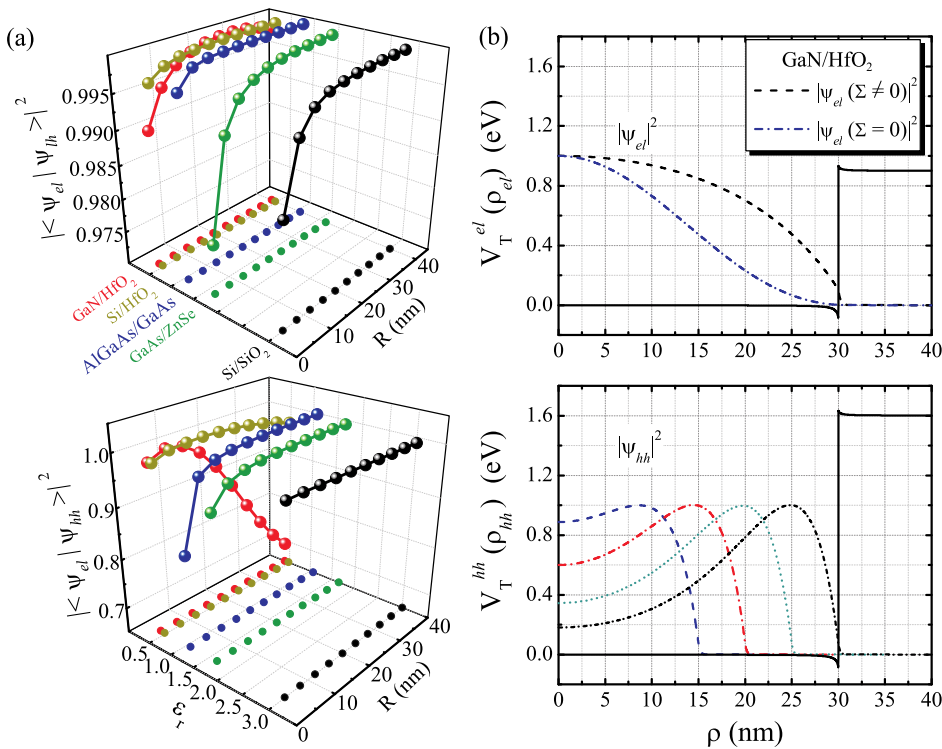 (a)
|< ψel | ψlh >|²
0.995
0.990
0.985
0.980
0.975
GaN/HfO₂
Si/HfO₂
AlGaAs/GaAs
GaAs/ZnSe
Si/SiO₂
0
10
20
30
40
R (nm)
|< ψel | ψhh >|²
1.0
0.9
0.8
0.7
0.5
1.0
1.5
2.0
2.5
3.0
εr
0
10
20
30
40
R (nm)
(b)
VTel (ρel) (eV)
1.6
1.2
0.8
0.4
0.0
GaN/HfO₂
|ψel (Σ ≠ 0)|²
|ψel (Σ = 0)|²
|ψel|²
0 5 10 15 20 25 30 35 40
VThh (ρhh) (eV)
1.6
1.2
0.8
0.4
0.0
|ψhh|²
0 5 10 15 20 25 30 35 40
ρ (nm)